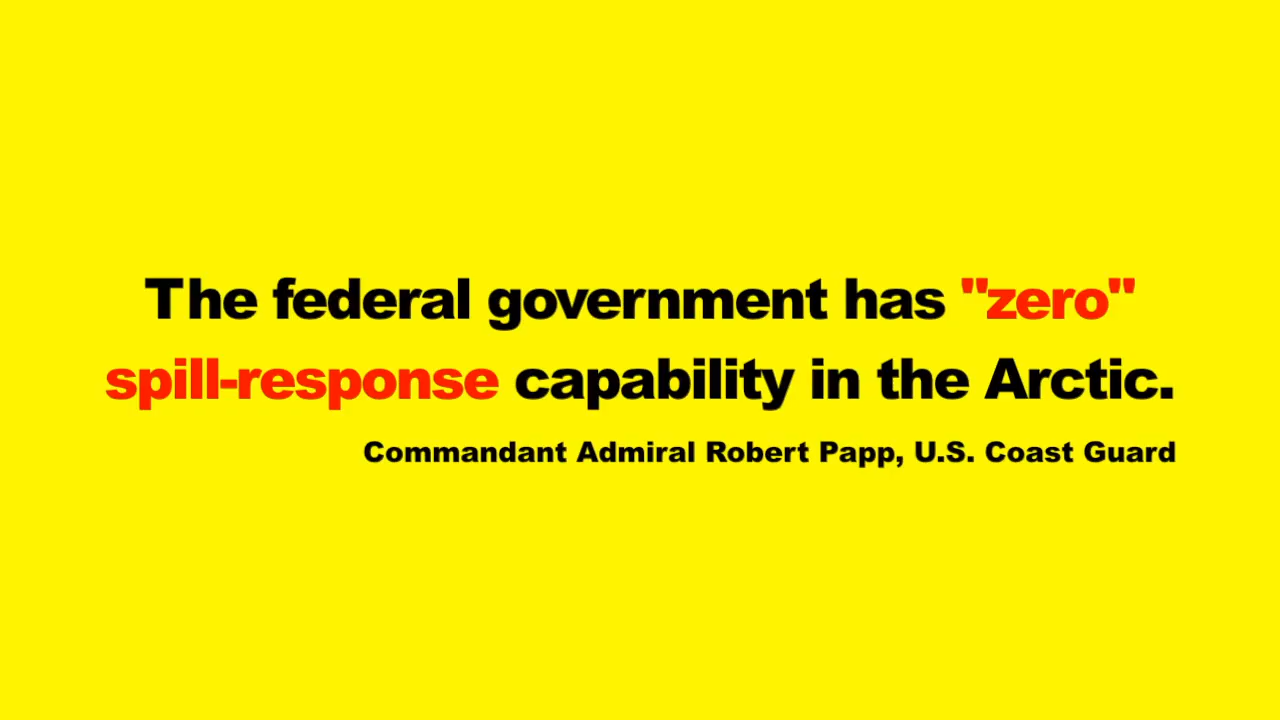 The federal government has "zero"
spill-response capability in the Arctic.
Commandant Admiral Robert Papp, U.S. Coast Guard